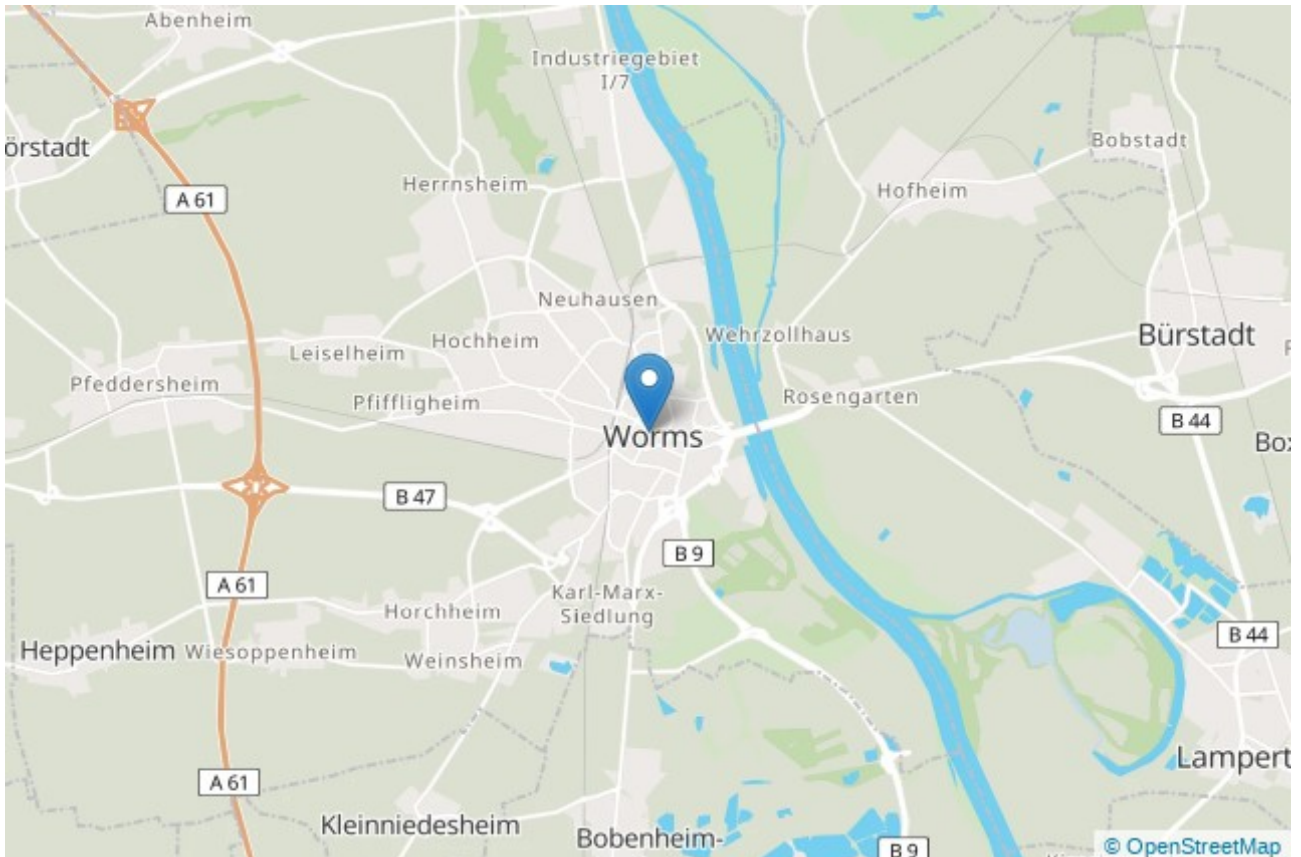 Abenheim
Industriegebiet
I/7
örstadt
Bobstadt
A 61
Herrnsheim
Hofheim
Neuhausen
Wehrzollhaus
Bürstadt
Hochheim
Leiselheim
Pfeddersheim
Pfiffligheim
Rosengarten
B 44
Worms
Box
B 47
B 9
A 61
Karl-Marx-
Siedlung
Horchheim
B 44
Heppenheim
Wiesoppenheim
Weinsheim
Lampert
A 61
Kleinniedesheim
Bobenheim-
B 9
© OpenStreetMap